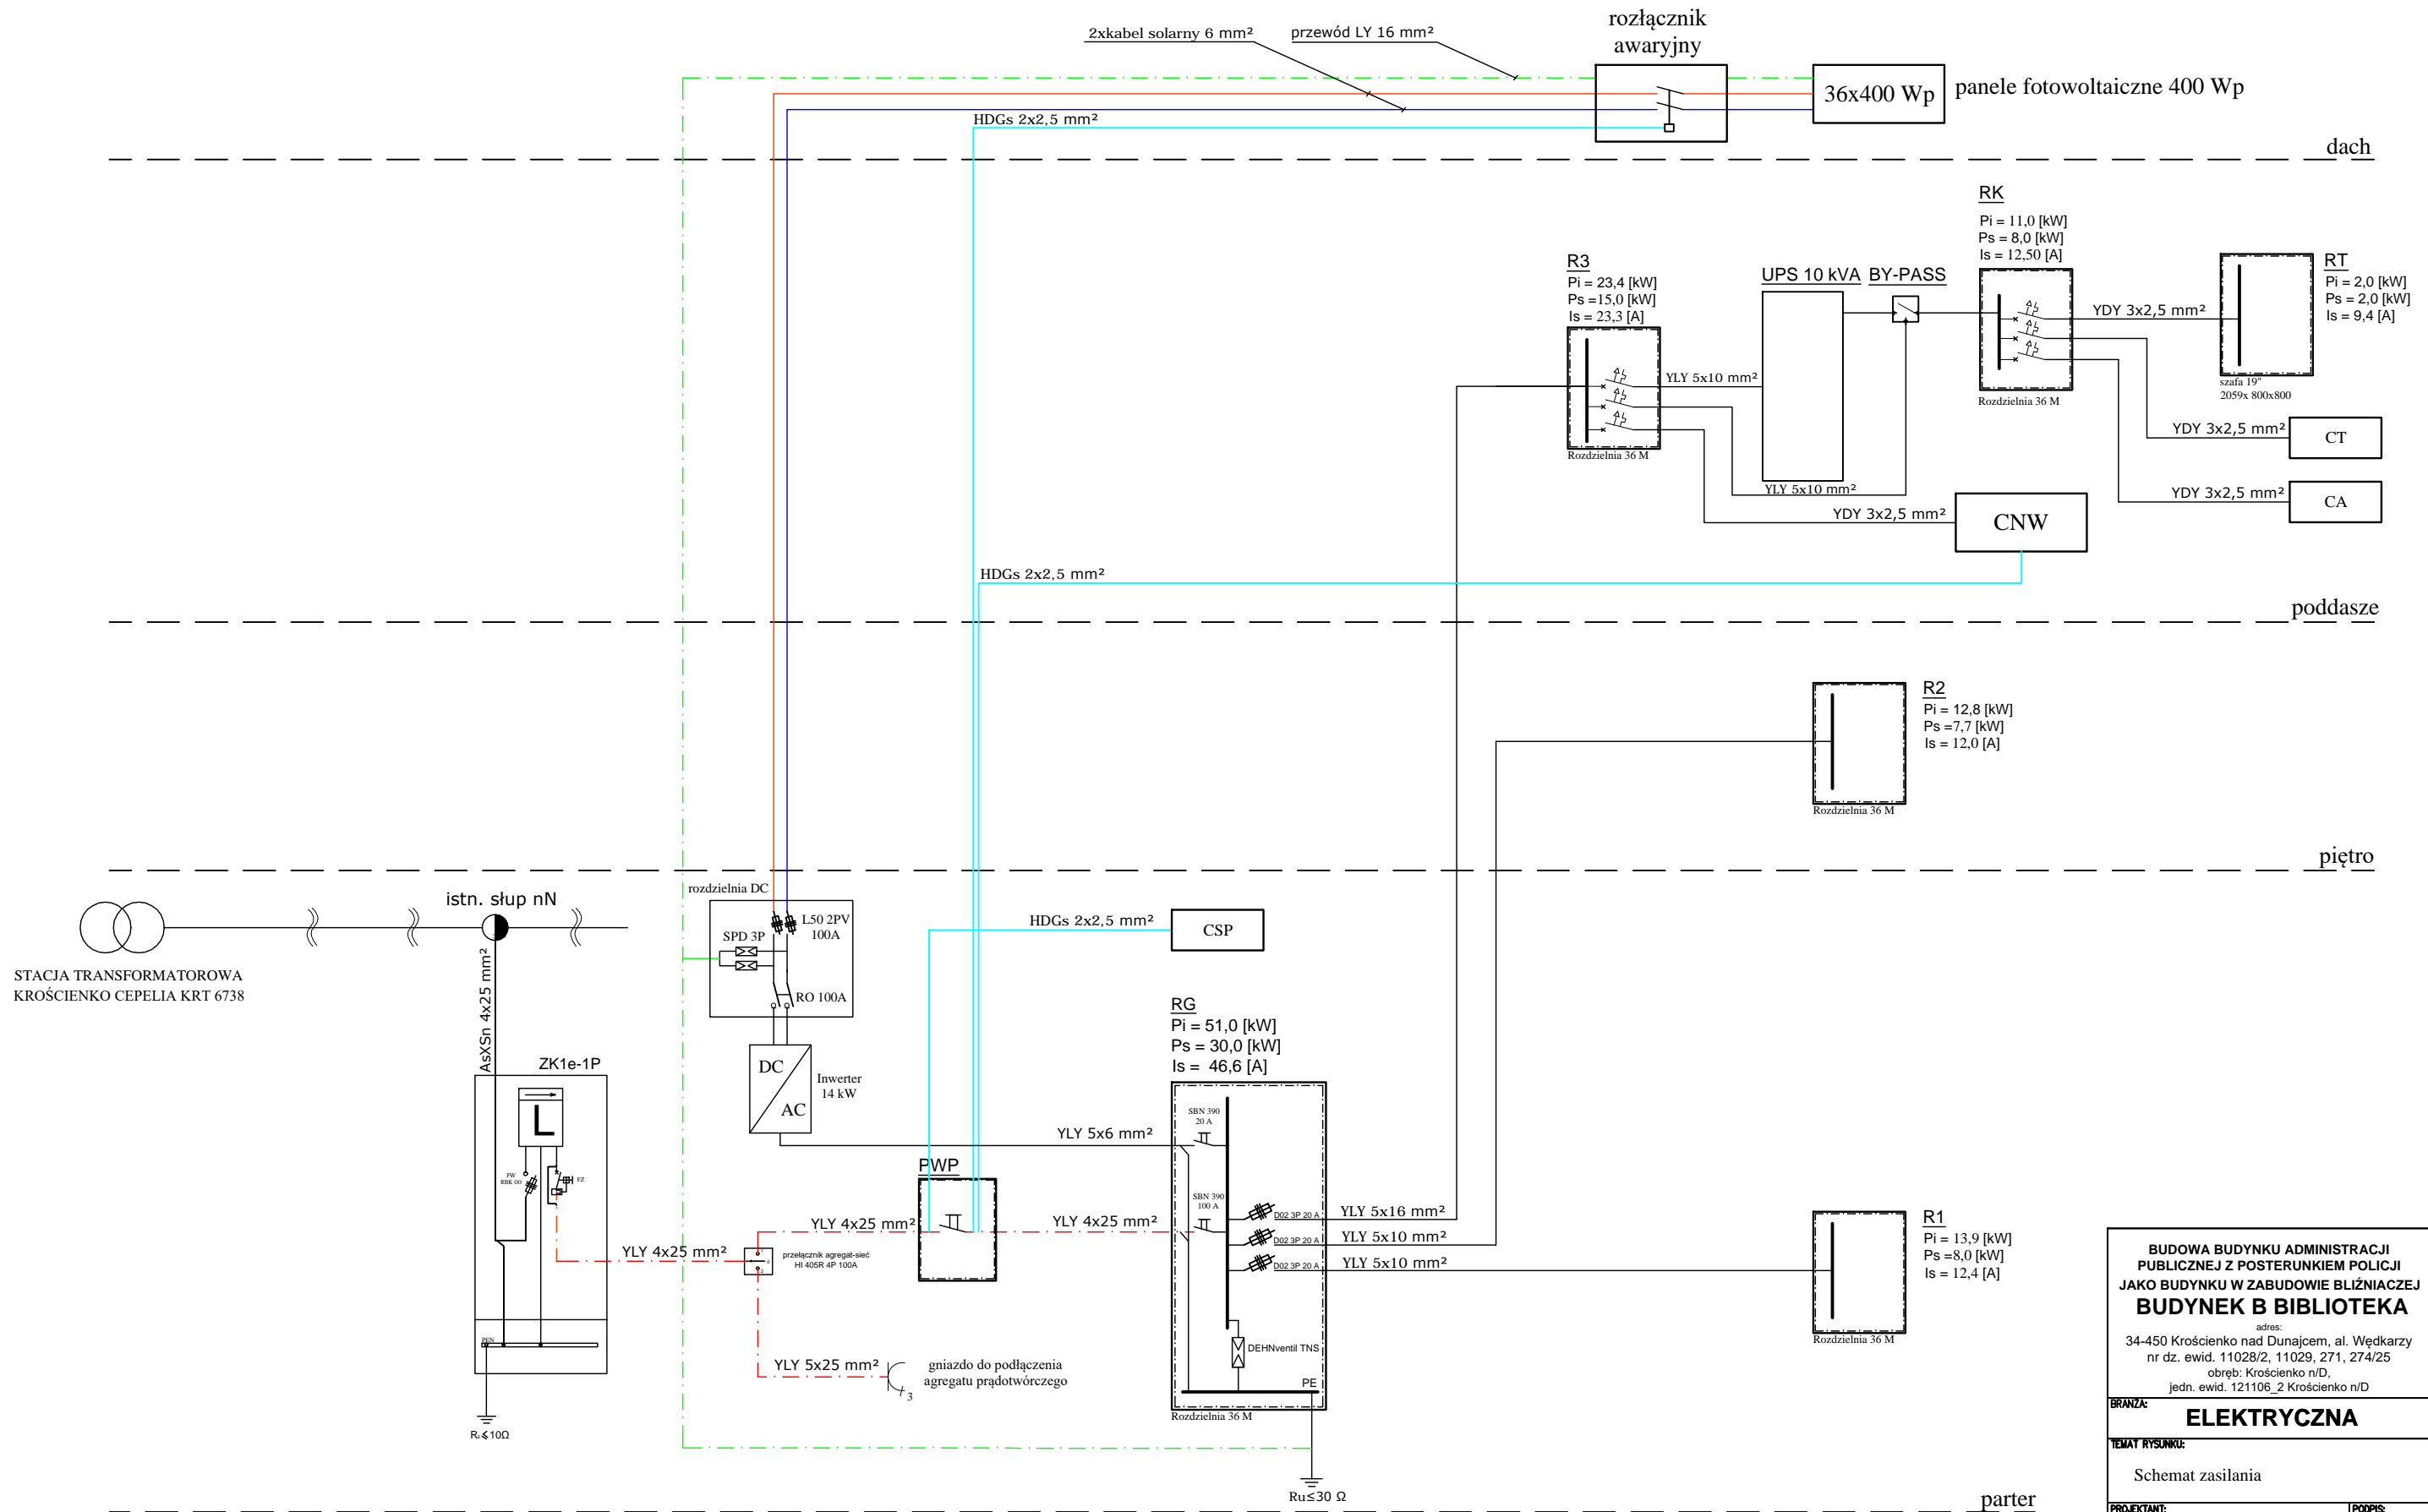 rozłącznik
awaryjny
2xkabel solarny 6 mm²
przewód LY 16 mm²
36x400 Wp
panele fotowoltaiczne 400 Wp
HDGs 2x2,5 mm²
dach
RK
Pi = 11,0 [kW]
Ps = 8,0 [kW]
Is = 12,50 [A]
Rozdzielnia 36 M
R3
Pi = 23,4 [kW]
Ps =15,0 [kW]
Is = 23,3 [A]
Rozdzielnia 36 M
UPS 10 kVA
BY-PASS
RT
Pi = 2,0 [kW]
Ps = 2,0 [kW]
Is = 9,4 [A]
szafa 19"
2059x 800x800
YDY 3x2,5 mm²
YLY 5x10 mm²
YDY 3x2,5 mm²
CT
YLY 5x10 mm²
YDY 3x2,5 mm²
CA
YDY 3x2,5 mm²
CNW
HDGs 2x2,5 mm²
poddasze
R2
Pi = 12,8 [kW]
Ps =7,7 [kW]
Is = 12,0 [A]
Rozdzielnia 36 M
piętro
istn. słup nN
STACJA TRANSFORMATOROWA
KROŚCIENKO CEPELIA KRT 6738
AsXSn 4x25 mm²
rozdzielnia DC
L50 2PV
100A
SPD 3P
RO 100A
DC
AC
Inwerter
14 kW
HDGs 2x2,5 mm²
CSP
ZK1e-1P
L
FW
RBK 00
FZ
PEN
R ≤10Ω
RG
Pi = 51,0 [kW]
Ps = 30,0 [kW]
Is = 46,6 [A]
SBN 390
20 A
SBN 390
100 A
YLY 5x6 mm²
PWP
YLY 4x25 mm²
YLY 4x25 mm²
YLY 4x25 mm²
przełącznik agregat-sieć
HI 405R 4P 100A
D02 3P 20 A
YLY 5x16 mm²
D02 3P 20 A
YLY 5x10 mm²
D02 3P 20 A
YLY 5x10 mm²
R1
Pi = 13,9 [kW]
Ps =8,0 [kW]
Is = 12,4 [A]
Rozdzielnia 36 M
YLY 5x25 mm²
3
gniazdo do podłączenia
agregatu prądotwórczego
DEHNventil TNS
PE
Rozdzielnia 36 M
Ru≤30 Ω
parter
BUDOWA BUDYNKU ADMINISTRACJI
PUBLICZNEJ Z POSTERUNKIEM POLICJI
JAKO BUDYNKU W ZABUDOWIE BLIŹNIACZEJ
BUDYNEK B BIBLIOTEKA
adres:
34-450 Krościenko nad Dunajcem, al. Wędkarzy
nr dz. ewid. 11028/2, 11029, 271, 274/25
obręb: Krościenko n/D,
jedn. ewid. 121106_2 Krościenko n/D
BRANŻA:
ELEKTRYCZNA
TEMAT RYSUNKU:
Schemat zasilania
PROJEKTANT:
PODPIS: